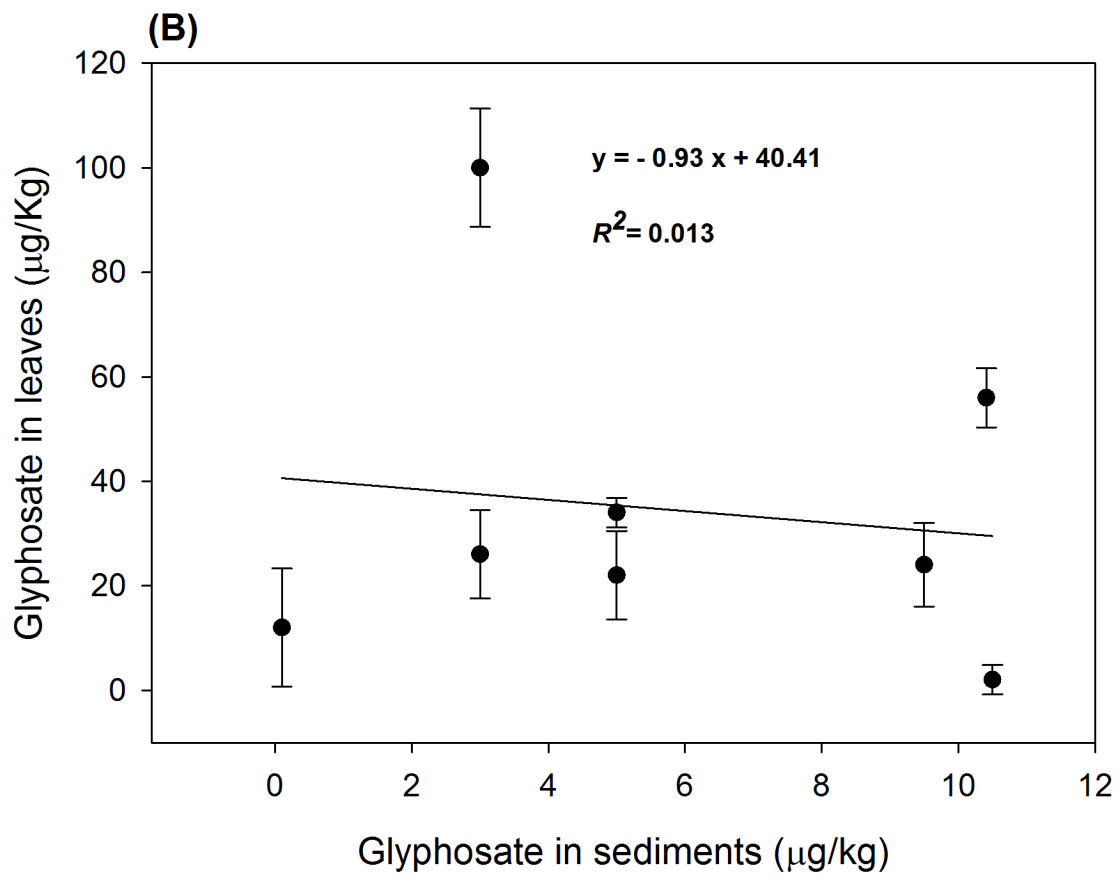 (B)
120
100
80
60
40
20
0
Glyphosate in leaves (μg/Kg)
y = - 0.93 x + 40.41
R²= 0.013
0 2 4 6 8 10 12
Glyphosate in sediments (μg/kg)